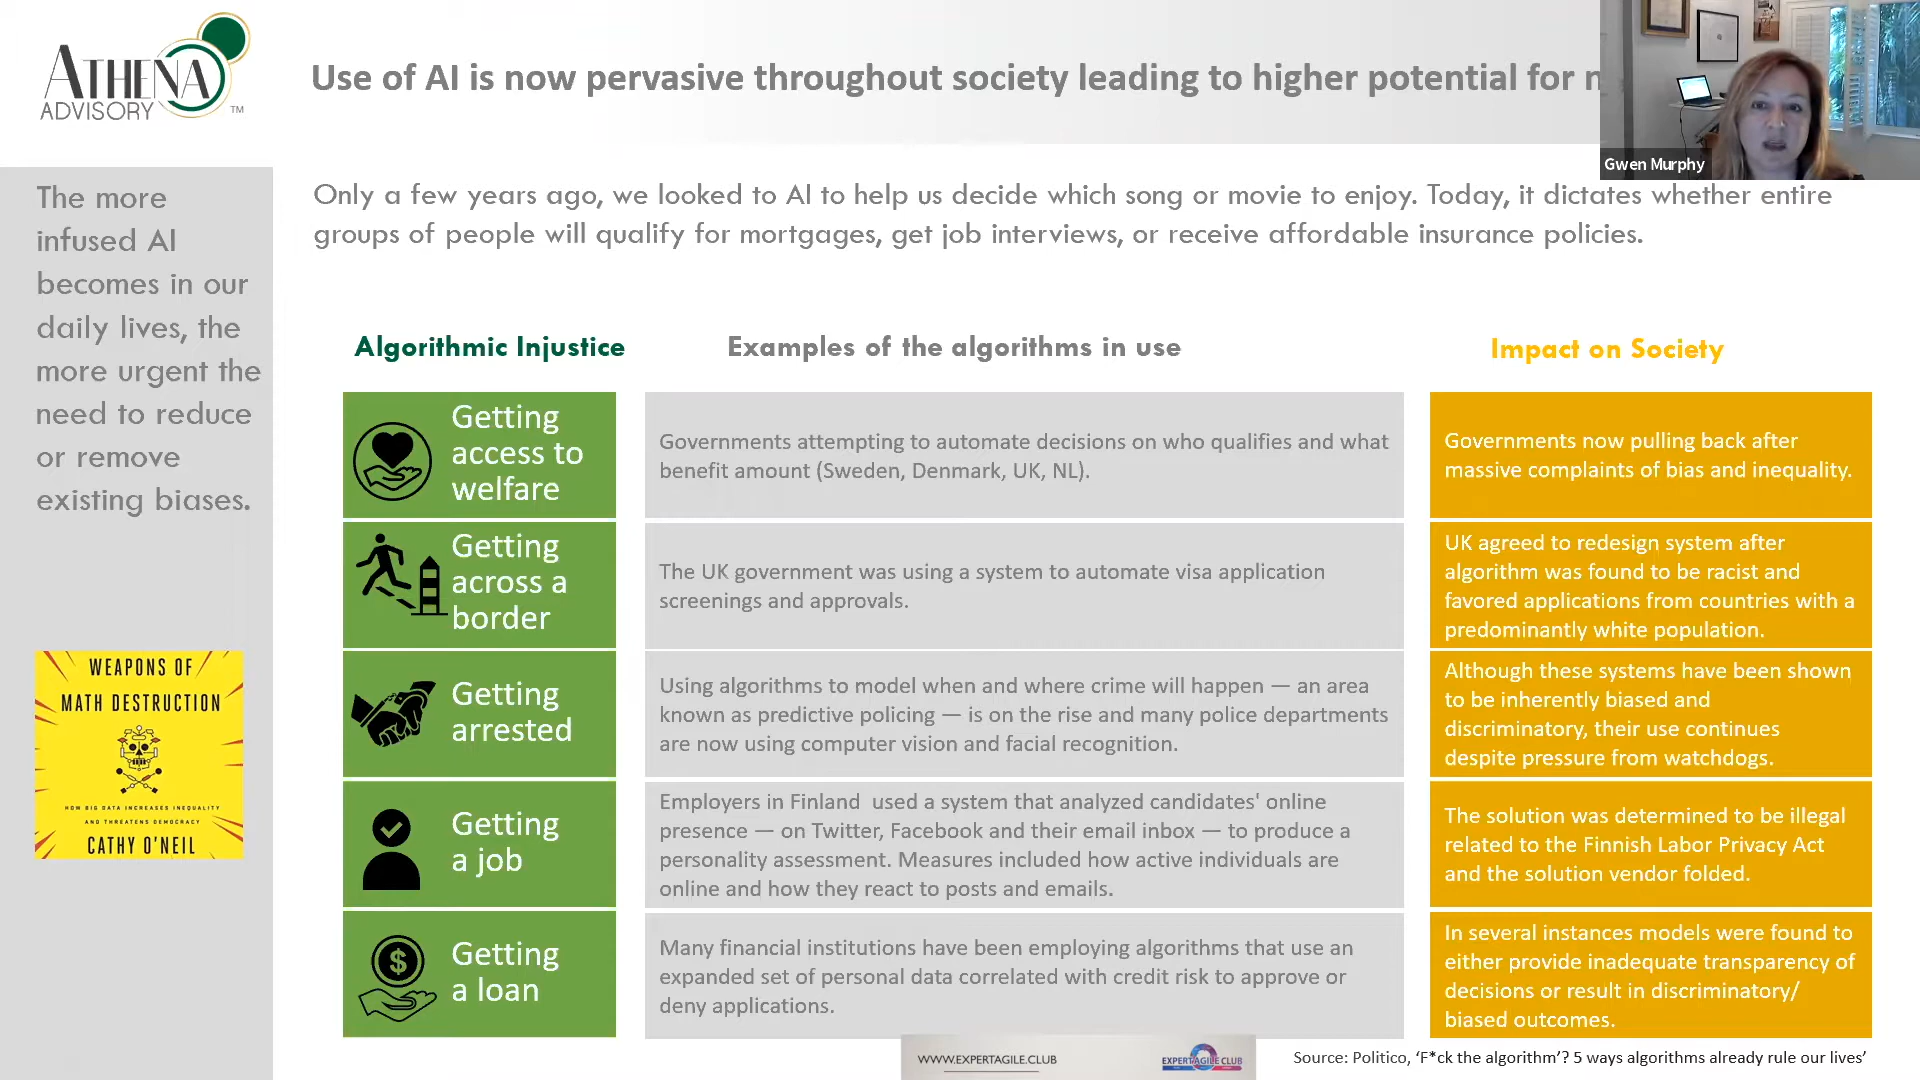 ATHENA
ADVISORY
TM
Use of AI is now pervasive throughout society leading to higher potential for
Gwen Murphy
The more
infused AI
becomes in our
daily lives, the
more urgent the
need to reduce
or remove
existing biases.
Only a few years ago, we looked to AI to help us decide which song or movie to enjoy. Today, it dictates whether entire
groups of people will qualify for mortgages, get job interviews, or receive affordable insurance policies.
Algorithmic Injustice
Examples of the algorithms in use
Impact on Society
Getting
access to
welfare
Governments attempting to automate decisions on who qualifies and what
benefit amount (Sweden, Denmark, UK, NL).
Governments now pulling back after
massive complaints of bias and inequality.
Getting
across a
border
The UK government was using a system to automate visa application
screenings and approvals.
UK agreed to redesign system after
algorithm was found to be racist and
favored applications from countries with a
predominantly white population.
Getting
arrested
Using algorithms to model when and where crime will happen — an area
known as predictive policing — is on the rise and many police departments
are now using computer vision and facial recognition.
Although these systems have been shown
to be inherently biased and
discriminatory, their use continues
despite pressure from watchdogs.
Getting
a job
Employers in Finland  used a system that analyzed candidates' online
presence — on Twitter, Facebook and their email inbox — to produce a
personality assessment. Measures included how active individuals are
online and how they react to posts and emails.
The solution was determined to be illegal
related to the Finnish Labor Privacy Act
and the solution vendor folded.
Getting
a loan
Many financial institutions have been employing algorithms that use an
expanded set of personal data correlated with credit risk to approve or
deny applications.
In several instances models were found to
either provide inadequate transparency of
decisions or result in discriminatory/
biased outcomes.
WEAPONS OF
MATH DESTRUCTION
HOW BIG DATA INCREASES INEQUALITY
AND THREATENS DEMOCRACY
CATHY O'NEIL
WWW.EXPERTAGILE.CLUB
EXPERT AGILE CLUB
Source: Politico, ‘F*ck the algorithm’? 5 ways algorithms already rule our lives’